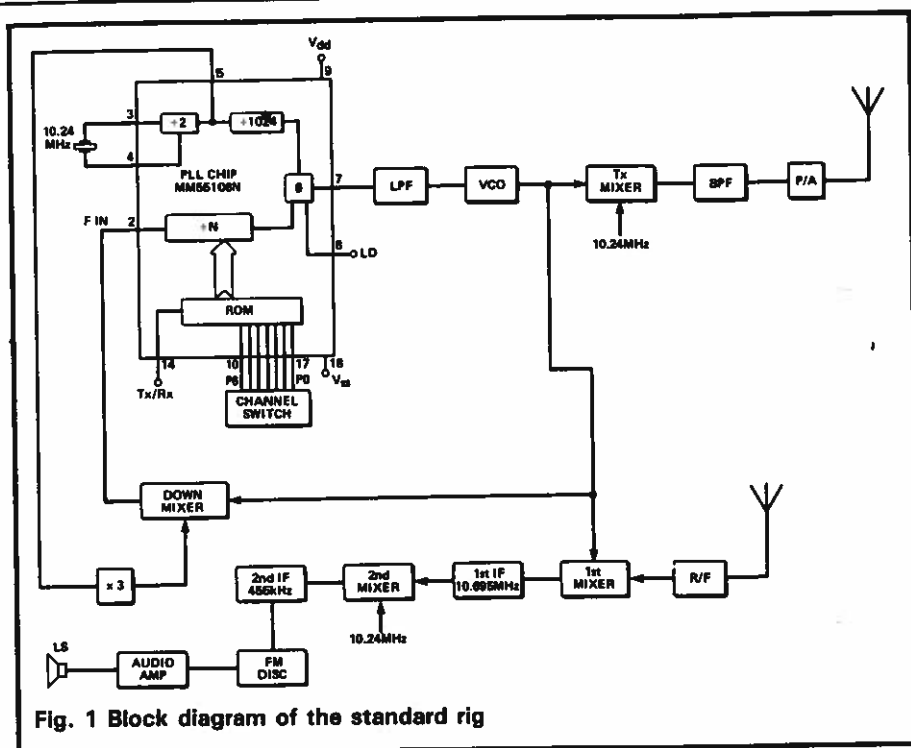 Vdd
5
9
3
÷2
÷1024
10.24
MHz
4
PLL CHIP
MM55108N
7
LPF
VCO
Tx
MIXER
BPF
P/A
10.24MHz
F IN
2
÷N
6
LD
ROM
14
10
17
18
P6
P0
Vss
Tx/Rx
CHANNEL
SWITCH
DOWN
MIXER
x 3
2nd IF
455kHz
2nd
MIXER
1st IF
10.695MHz
1st
MIXER
R/F
10.24MHz
LS
AUDIO
AMP
FM
DISC
Fig. 1 Block diagram of the standard rig